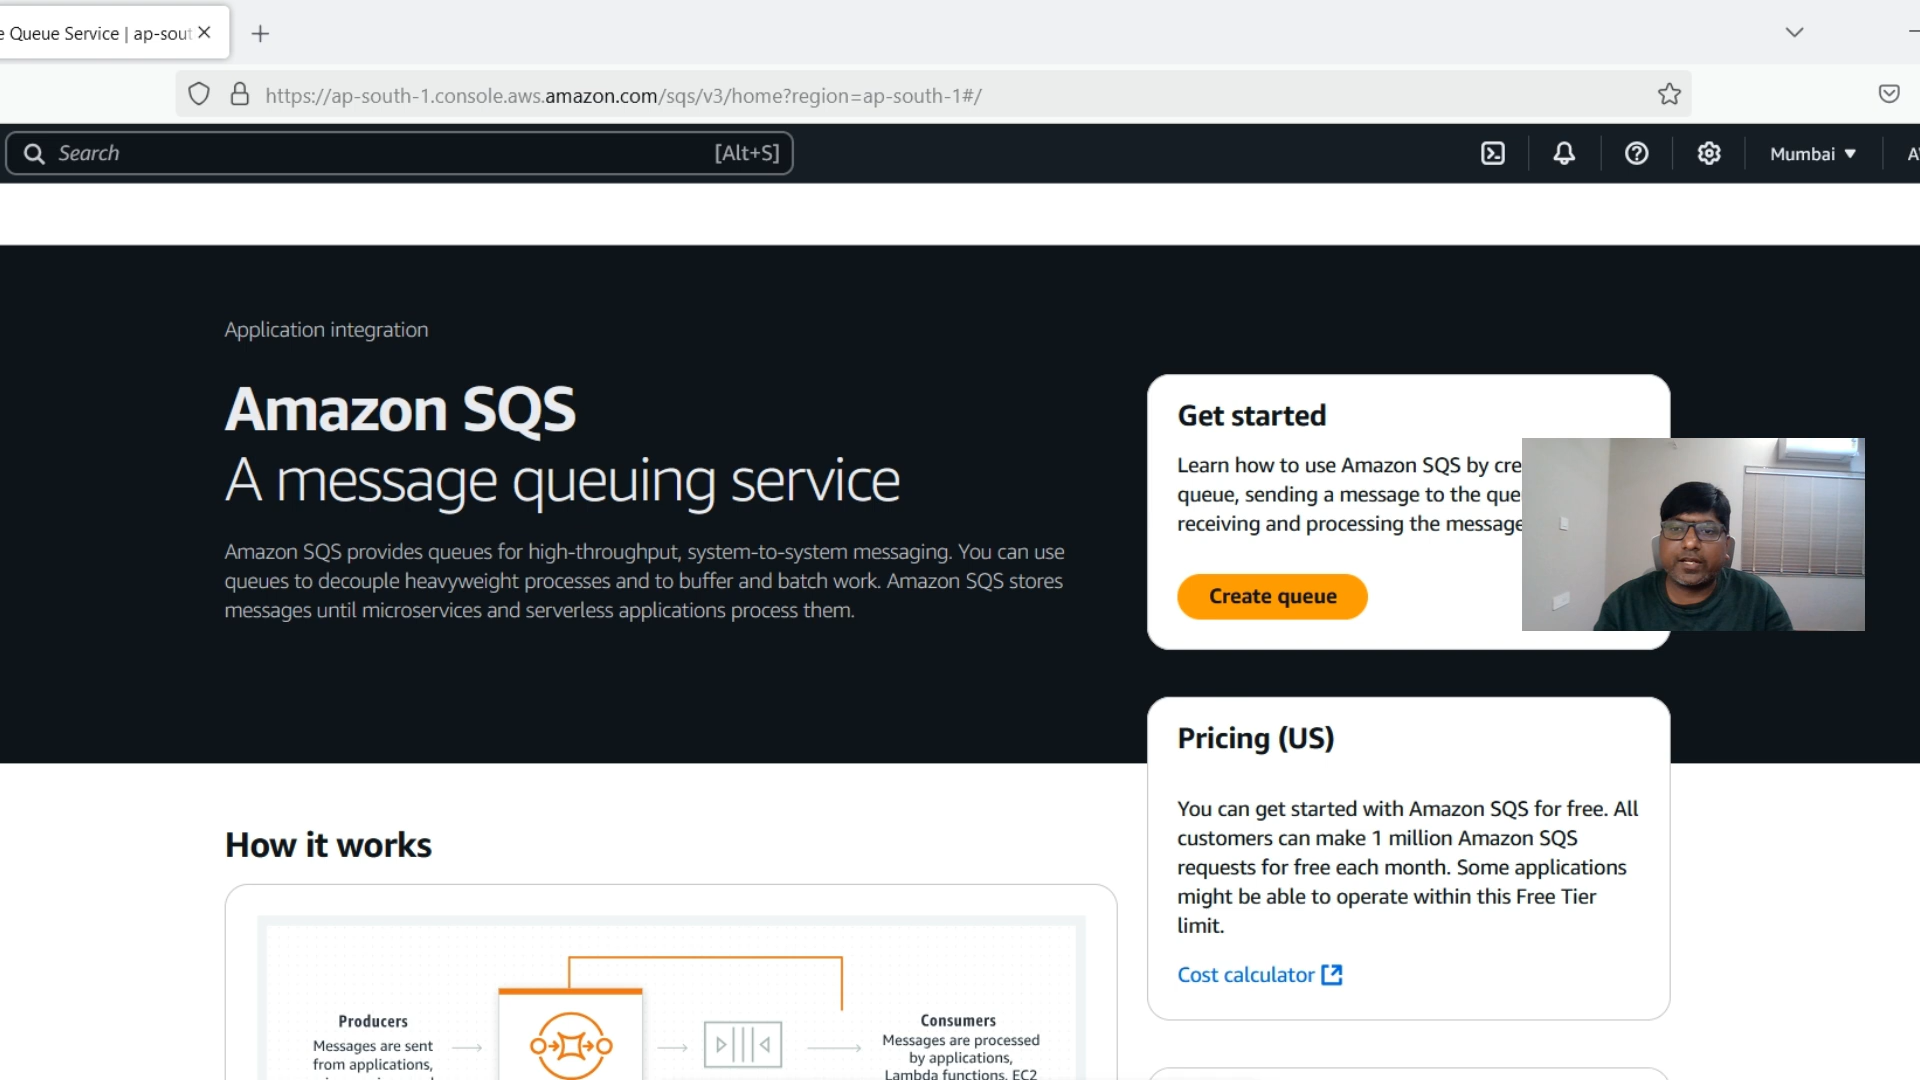 e Queue Service | ap-sout
https://ap-south-1.console.aws.amazon.com/sqs/v3/home?region=ap-south-1#/
Search
[Alt+S]
Mumbai
Application integration
Amazon SQS
A message queuing service
Amazon SQS provides queues for high-throughput, system-to-system messaging. You can use
queues to decouple heavyweight processes and to buffer and batch work. Amazon SQS stores
messages until microservices and serverless applications process them.
Get started
Learn how to use Amazon SQS by cre
queue, sending a message to the que
receiving and processing the message
Create queue
Pricing (US)
You can get started with Amazon SQS for free. All
customers can make 1 million Amazon SQS
requests for free each month. Some applications
might be able to operate within this Free Tier
limit.
Cost calculator
How it works
Producers
Messages are sent
from applications,
Consumers
Messages are processed
by applications,
Lambda functions, EC2